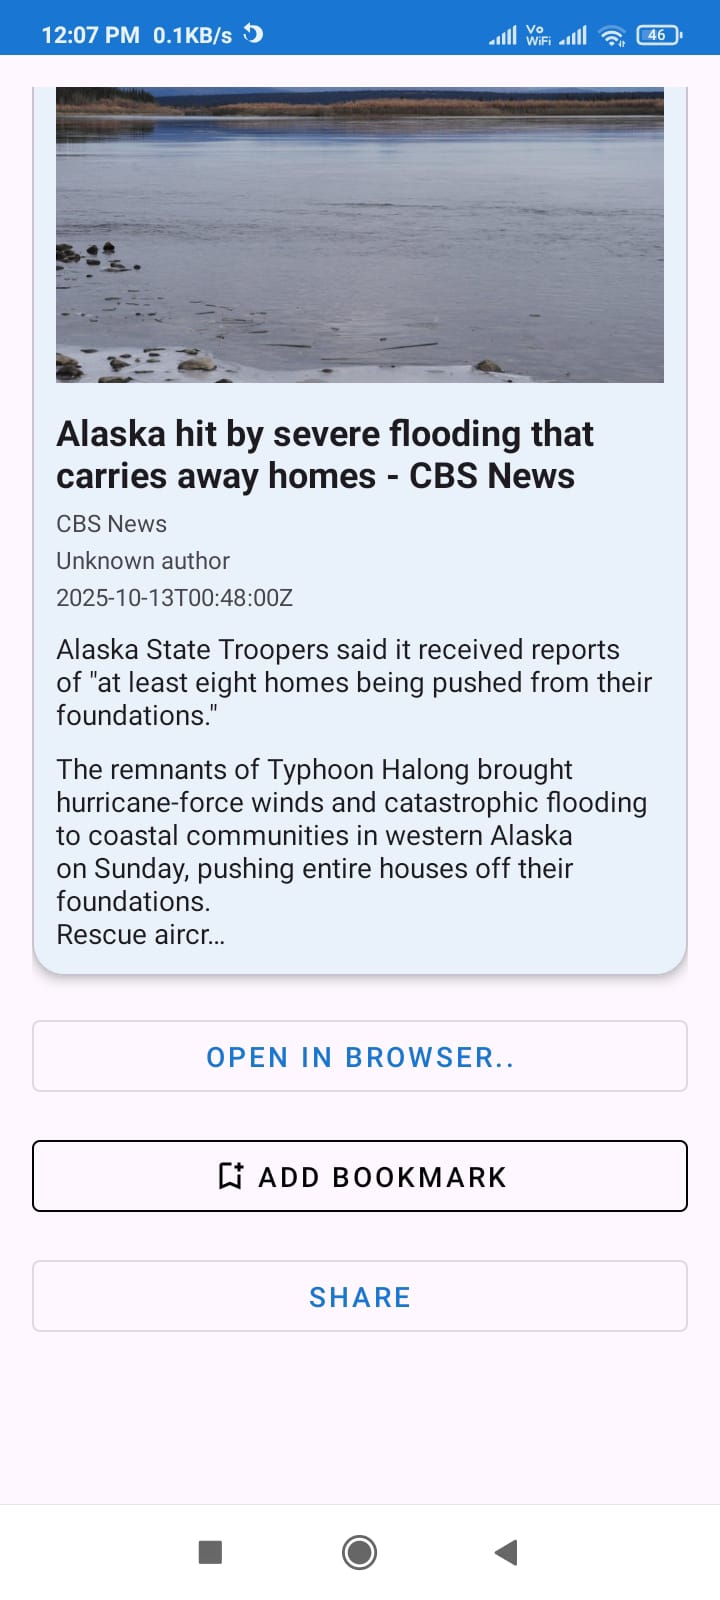 12:07 PM 0.1KB/s Vo WiFi 46
Alaska hit by severe flooding that
carries away homes - CBS News
CBS News
Unknown author
2025-10-13T00:48:00Z
Alaska State Troopers said it received reports
of "at least eight homes being pushed from their
foundations."
The remnants of Typhoon Halong brought
hurricane-force winds and catastrophic flooding
to coastal communities in western Alaska
on Sunday, pushing entire houses off their
foundations.
Rescue aircr…
OPEN IN BROWSER..
ADD BOOKMARK
SHARE